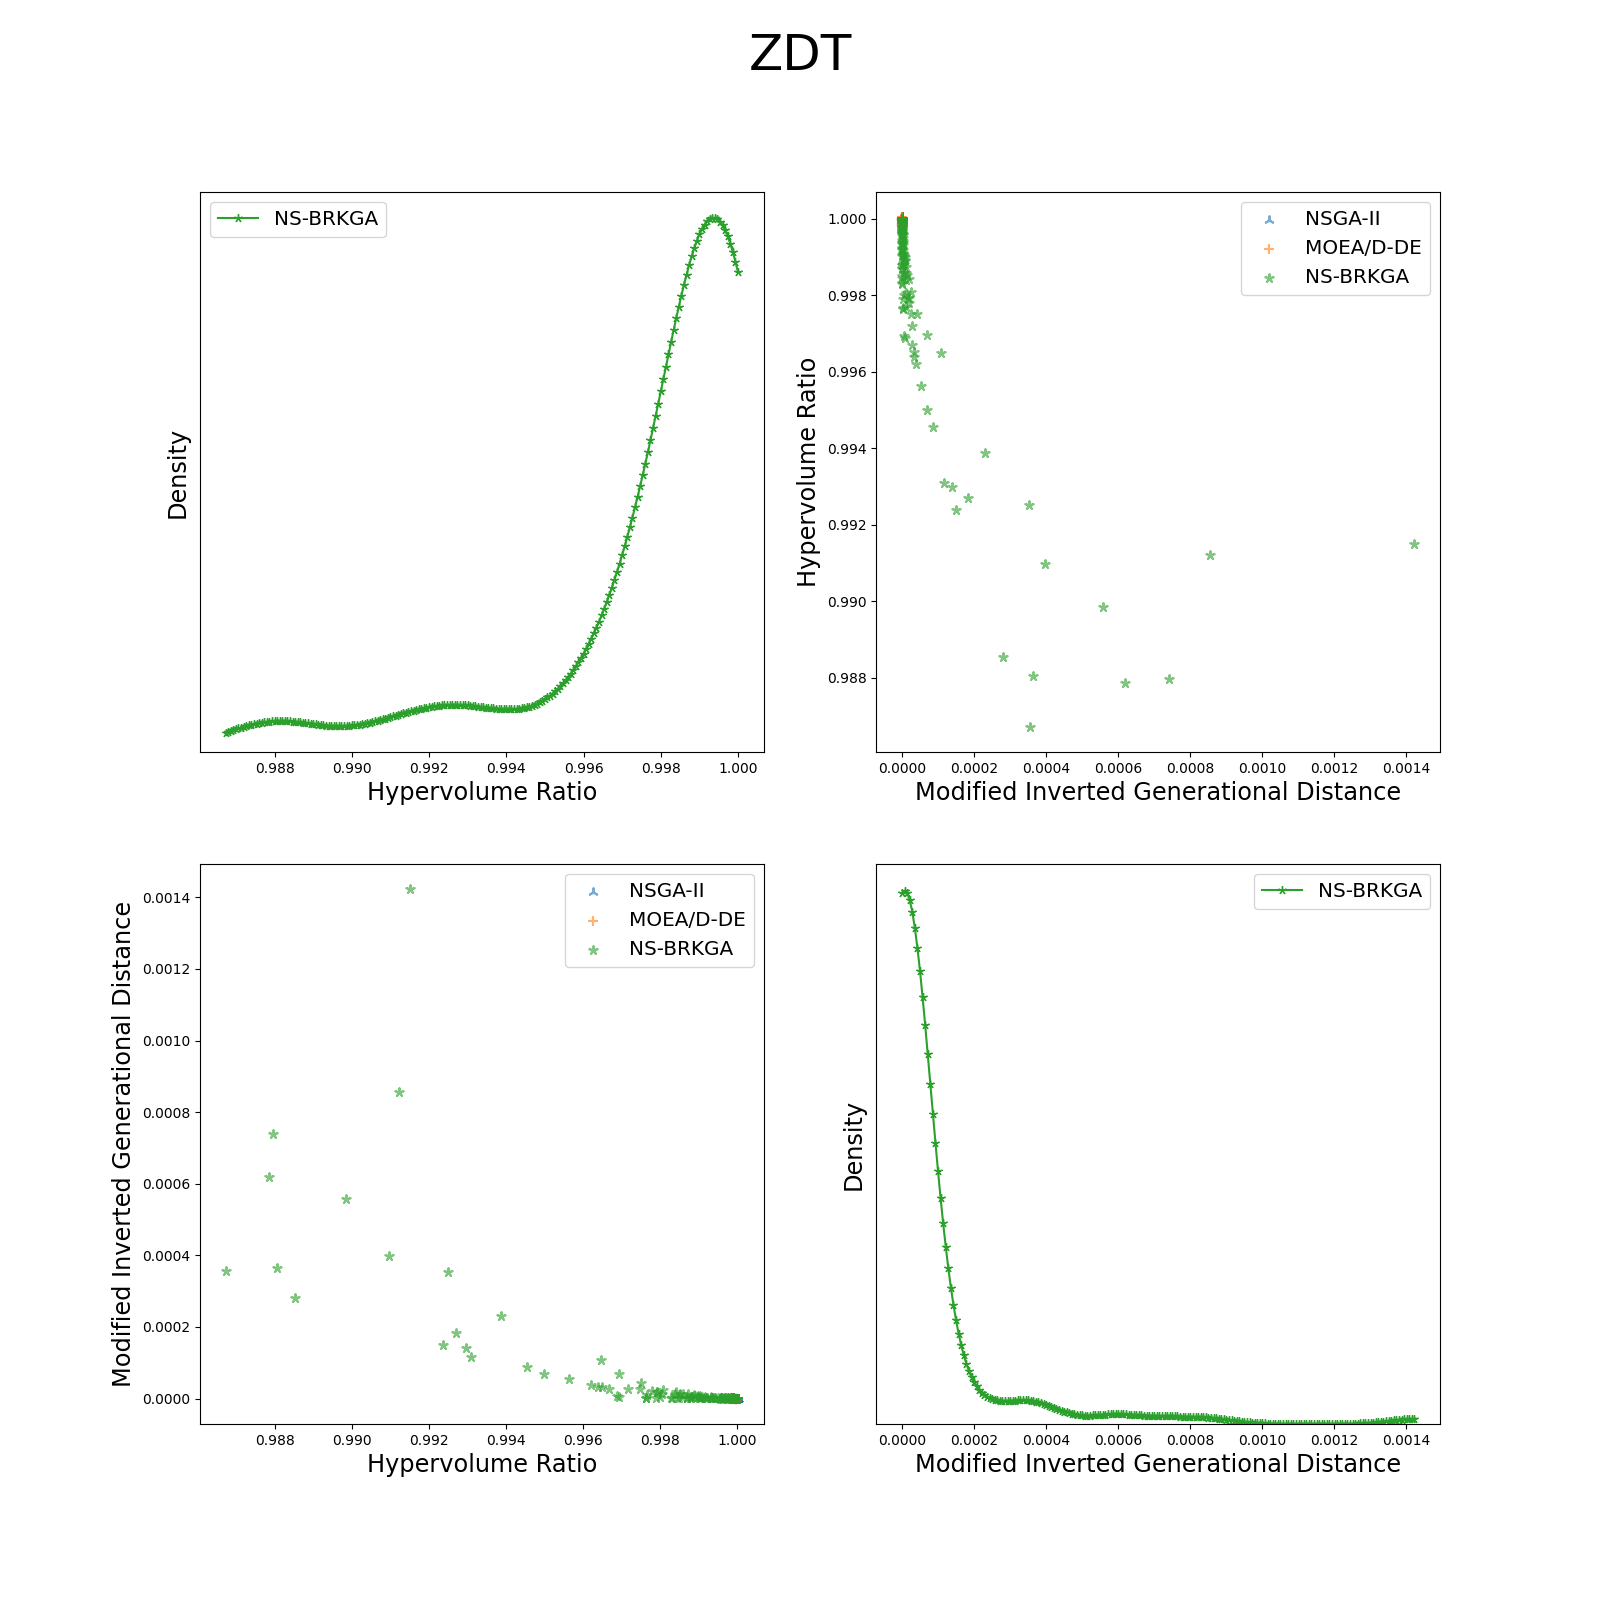 ZDT
NS-BRKGA
Density
0.988 0.990 0.992 0.994 0.996 0.998 1.000
Hypervolume Ratio
NSGA-II
MOEA/D-DE
NS-BRKGA
Hypervolume Ratio
1.000
0.998
0.996
0.994
0.992
0.990
0.988
0.0000 0.0002 0.0004 0.0006 0.0008 0.0010 0.0012 0.0014
Modified Inverted Generational Distance
NSGA-II
MOEA/D-DE
NS-BRKGA
Modified Inverted Generational Distance
0.0014
0.0012
0.0010
0.0008
0.0006
0.0004
0.0002
0.0000
0.988 0.990 0.992 0.994 0.996 0.998 1.000
Hypervolume Ratio
NS-BRKGA
Density
0.0000 0.0002 0.0004 0.0006 0.0008 0.0010 0.0012 0.0014
Modified Inverted Generational Distance